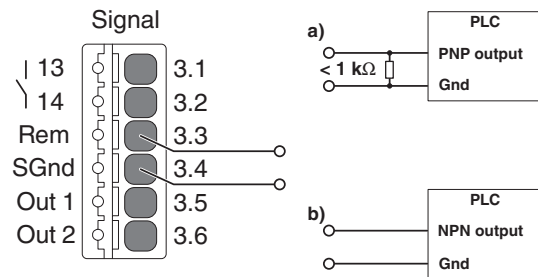 Signal
13 3.1
14 3.2
Rem 3.3
SGnd 3.4
Out 1 3.5
Out 2 3.6
a)
PLC
PNP output
< 1 kΩ
Gnd
b)
PLC
NPN output
Gnd